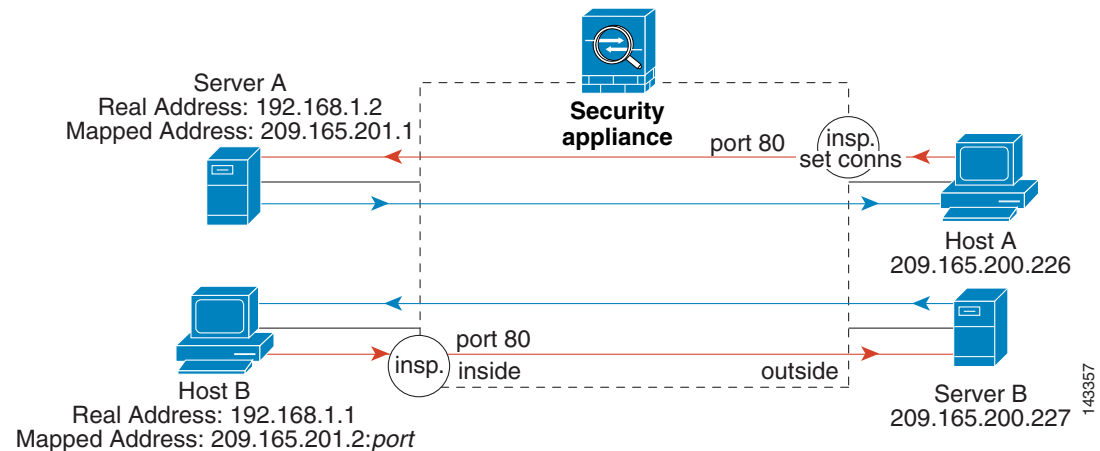 Server A
Real Address: 192.168.1.2
Mapped Address: 209.165.201.1
Security
appliance
port 80
insp.
set conns
Host A
209.165.200.226
port 80
insp.
inside
outside
Host B
Real Address: 192.168.1.1
Mapped Address: 209.165.201.2:port
Server B
209.165.200.227
143357